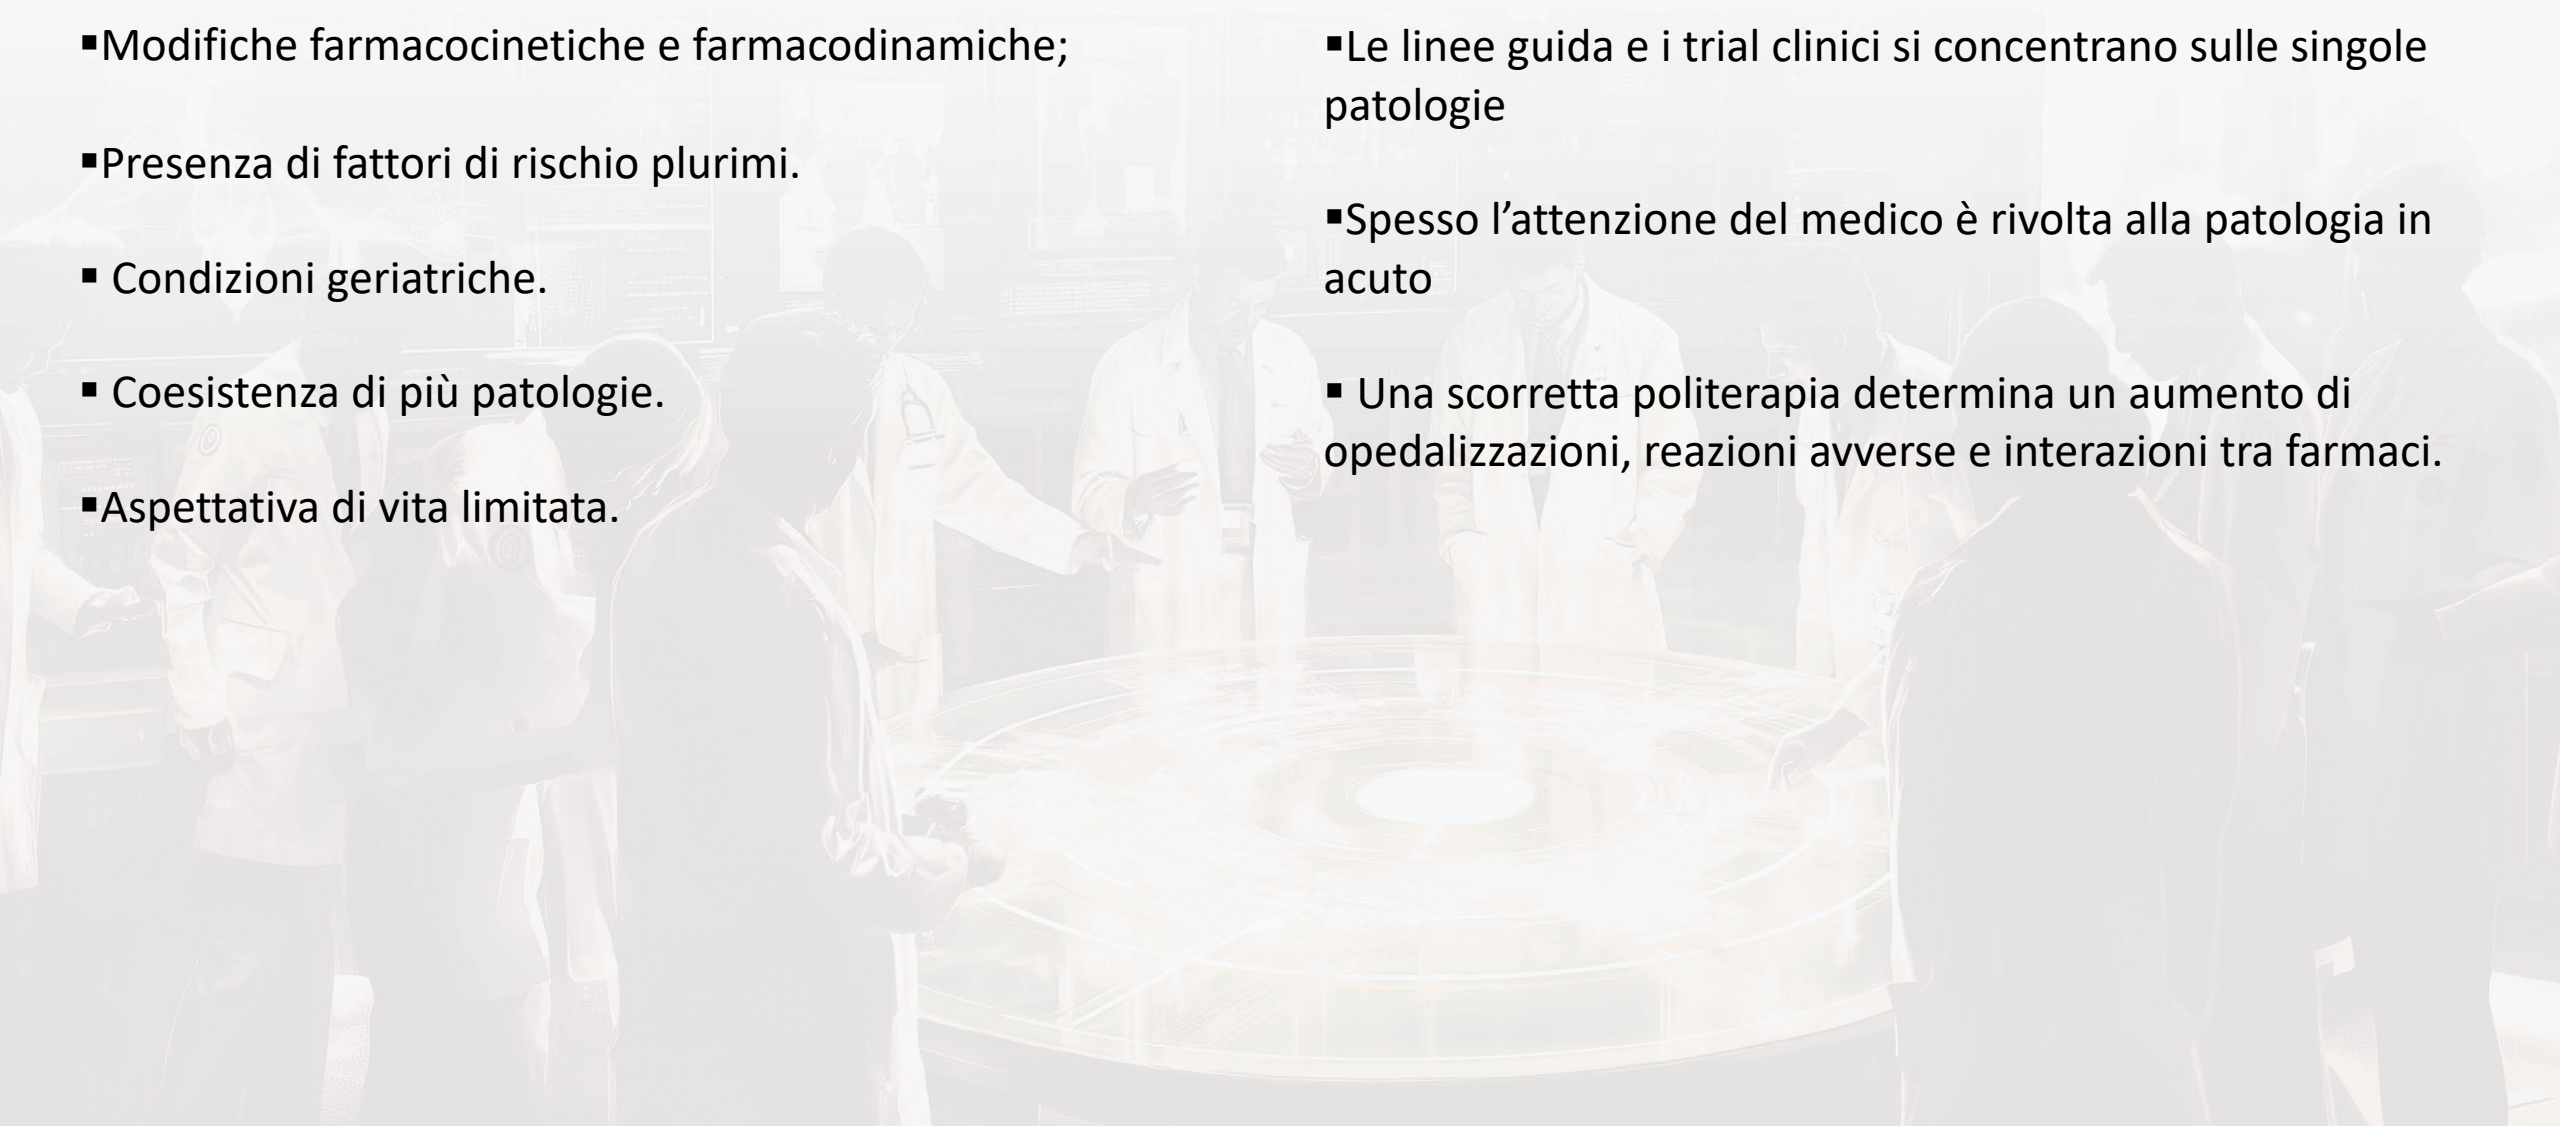 ▪Modifiche farmacocinetiche e farmacodinamiche;
▪Presenza di fattori di rischio plurimi.
▪ Condizioni geriatriche.
▪ Coesistenza di più patologie.
▪Aspettativa di vita limitata.
▪Le linee guida e i trial clinici si concentrano sulle singole
patologie
▪Spesso l’attenzione del medico è rivolta alla patologia in
acuto
▪ Una scorretta politerapia determina un aumento di
opedalizzazioni, reazioni avverse e interazioni tra farmaci.